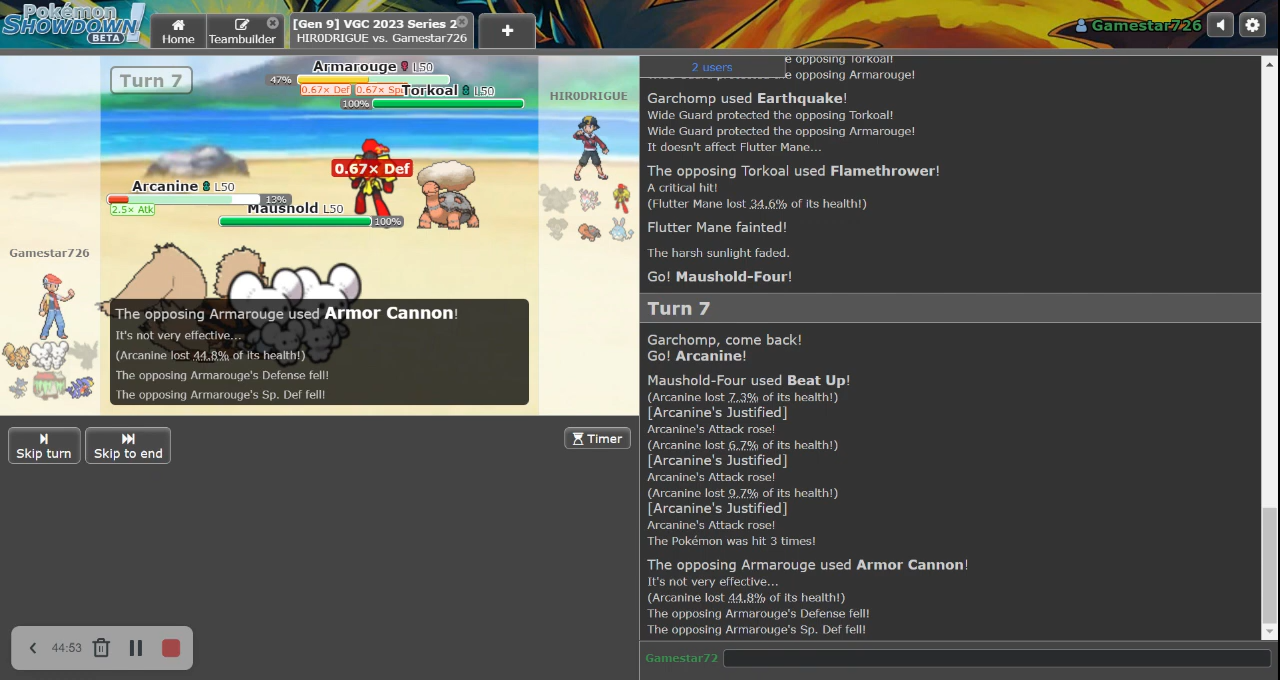 Pokémon
SHOWDOWN!
BETA
Home
Teambuilder
[Gen 9] VGC 2023 Series 2
HIR0DRIGUE vs. Gamestar726
+
Gamestar726
Turn 7
Armarouge L50
47%
0.67× Def
Torkoal L50
100%
0.67× Def
Arcanine L50
13%
2.5× Atk
Maushold L50
100%
Gamestar726
HIR0DRIGUE
The opposing Armarouge used Armor Cannon!
It's not very effective...
(Arcanine lost 44.8% of its health!)
The opposing Armarouge's Defense fell!
The opposing Armarouge's Sp. Def fell!
Skip turn
Skip to end
Timer
44:53
2 users
e opposing Torkoal!
Wide Guard protected the opposing Armarouge!
Garchomp used Earthquake!
Wide Guard protected the opposing Torkoal!
Wide Guard protected the opposing Armarouge!
It doesn't affect Flutter Mane...
The opposing Torkoal used Flamethrower!
A critical hit!
(Flutter Mane lost 34.6% of its health!)
Flutter Mane fainted!
The harsh sunlight faded.
Go! Maushold-Four!
Turn 7
Garchomp, come back!
Go! Arcanine!
Maushold-Four used Beat Up!
(Arcanine lost 7.3% of its health!)
[Arcanine's Justified]
Arcanine's Attack rose!
(Arcanine lost 6.7% of its health!)
[Arcanine's Justified]
Arcanine's Attack rose!
(Arcanine lost 9.7% of its health!)
[Arcanine's Justified]
Arcanine's Attack rose!
The Pokémon was hit 3 times!
The opposing Armarouge used Armor Cannon!
It's not very effective...
(Arcanine lost 44.8% of its health!)
The opposing Armarouge's Defense fell!
The opposing Armarouge's Sp. Def fell!
Gamestar72